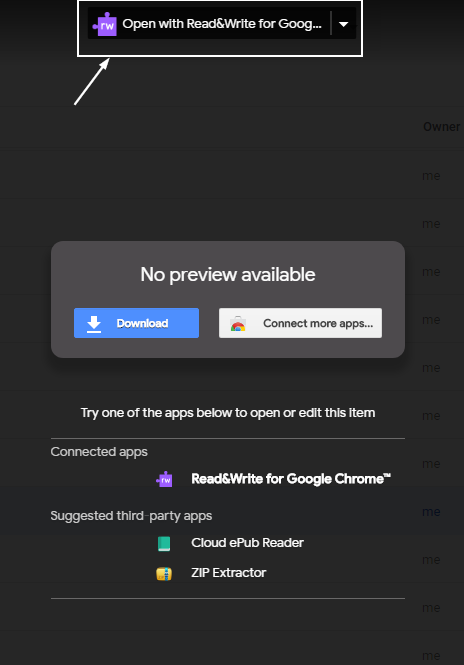 rw Open with Read&Write for Goog...
Owner
me
me
me
No preview available
me
Download
Connect more apps...
me
Try one of the apps below to open or edit this item
me
Connected apps
me
rw Read&Write for Google Chrome™
Suggested third-party apps
me
Cloud ePub Reader
me
ZIP Extractor
me
me